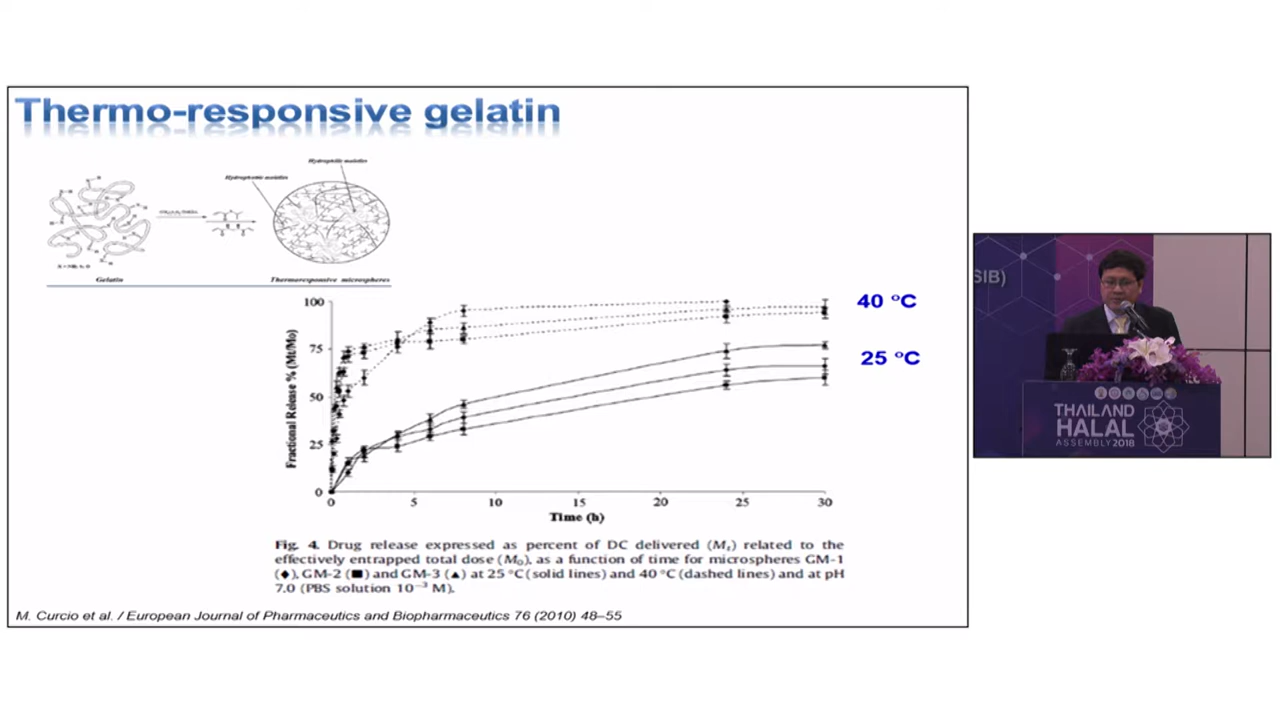 Thermo-responsive gelatin
Hydrophilic moieties
Hydrophobic moieties
Gelatin
Thermoresponsive microspheres
Fractional Release % (Mt/Mo)
100
75
50
25
0
0 5 10 15 20 25 30
Time (h)
40 °C
25 °C
Fig. 4. Drug release expressed as percent of DC delivered (Mt) related to the
effectively entrapped total dose (M0), as a function of time for microspheres GM-1
(♦), GM-2 (■) and GM-3 (▲) at 25 °C (solid lines) and 40 °C (dashed lines) and at pH
7.0 (PBS solution 10⁻³ M).
M. Curcio et al. / European Journal of Pharmaceutics and Biopharmaceutics 76 (2010) 48–55
SIB)
THAILAND
HALAL
ASSEMBLY 2018